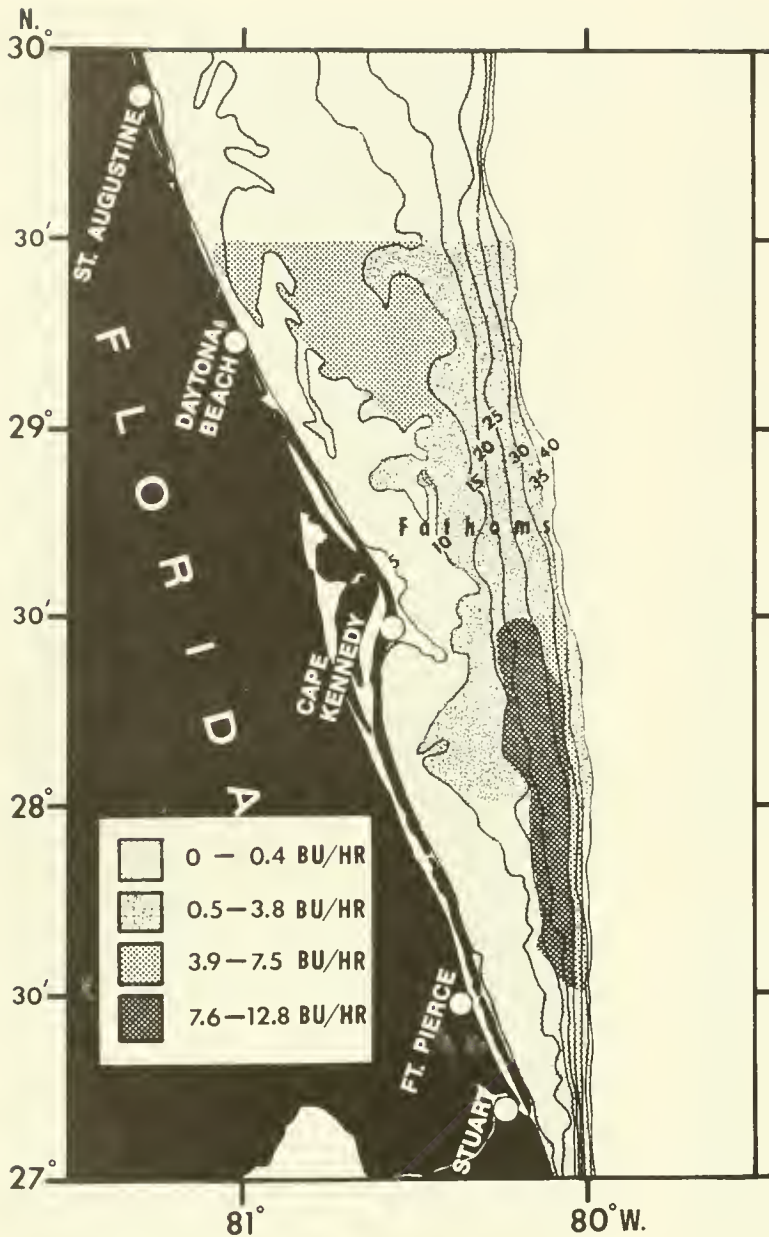 N.
30°
ST. AUGUSTINE
30′
DAYTONA
BEACH
FLORIDA
29°
5
10
15
20
25
30
35
40
Fathoms
30′
CAPE
KENNEDY
28°
0 – 0.4 BU/HR
0.5–3.8 BU/HR
3.9–7.5 BU/HR
7.6–12.8 BU/HR
30′
FT. PIERCE
STUART
27°
81°
80°W.